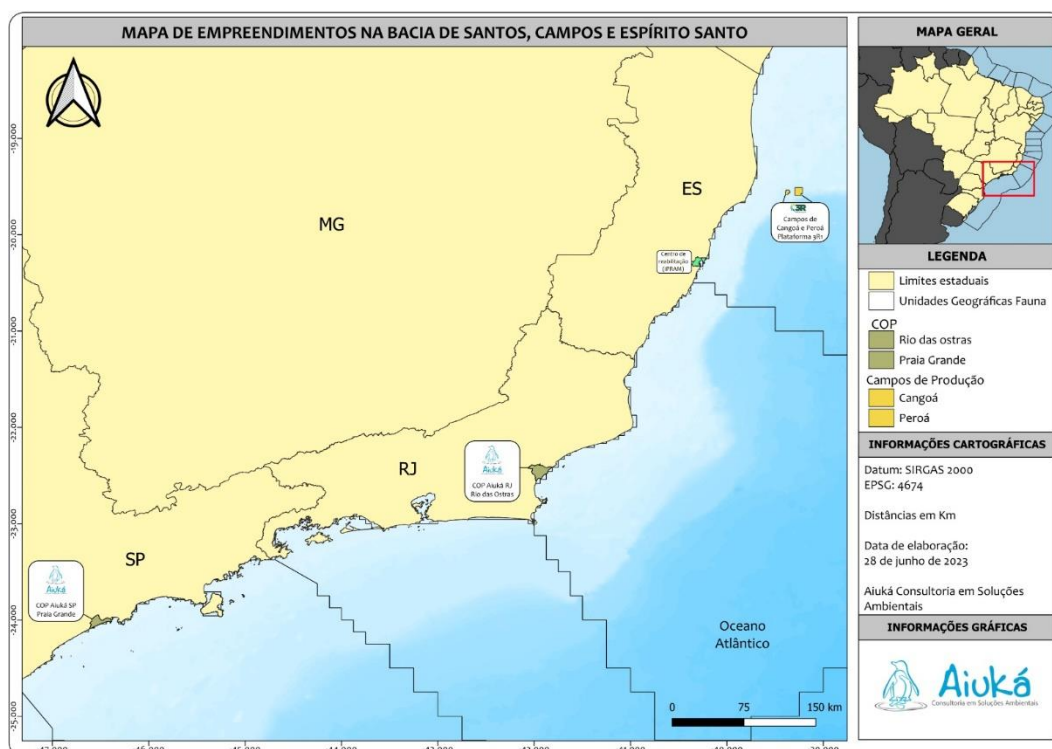 MAPA DE EMPREENDIMENTOS NA BACIA DE SANTOS, CAMPOS E ESPÍRITO SANTO
MG
ES
RJ
SP
3R
Campos de
Cangoá e Peroá
Plataforma 3R1
Centro de
reabilitação
(IPRAM)
Aiuká
COP Aiuká RJ
Rio das Ostras
Aiuká
COP Aiuká SP
Praia Grande
Oceano
Atlântico
0 75 150 km
-19.000
-20.000
-21.000
-22.000
-23.000
-24.000
-25.000
MAPA GERAL
LEGENDA
Limites estaduais
Unidades Geográficas Fauna
COP
Rio das ostras
Praia Grande
Campos de Produção
Cangoá
Peroá
INFORMAÇÕES CARTOGRÁFICAS
Datum: SIRGAS 2000
EPSG: 4674
Distâncias em Km
Data de elaboração:
28 de junho de 2023
Aiuká Consultoria em Soluções
Ambientais
INFORMAÇÕES GRÁFICAS
Aiuká
Consultoria em Soluções Ambientais